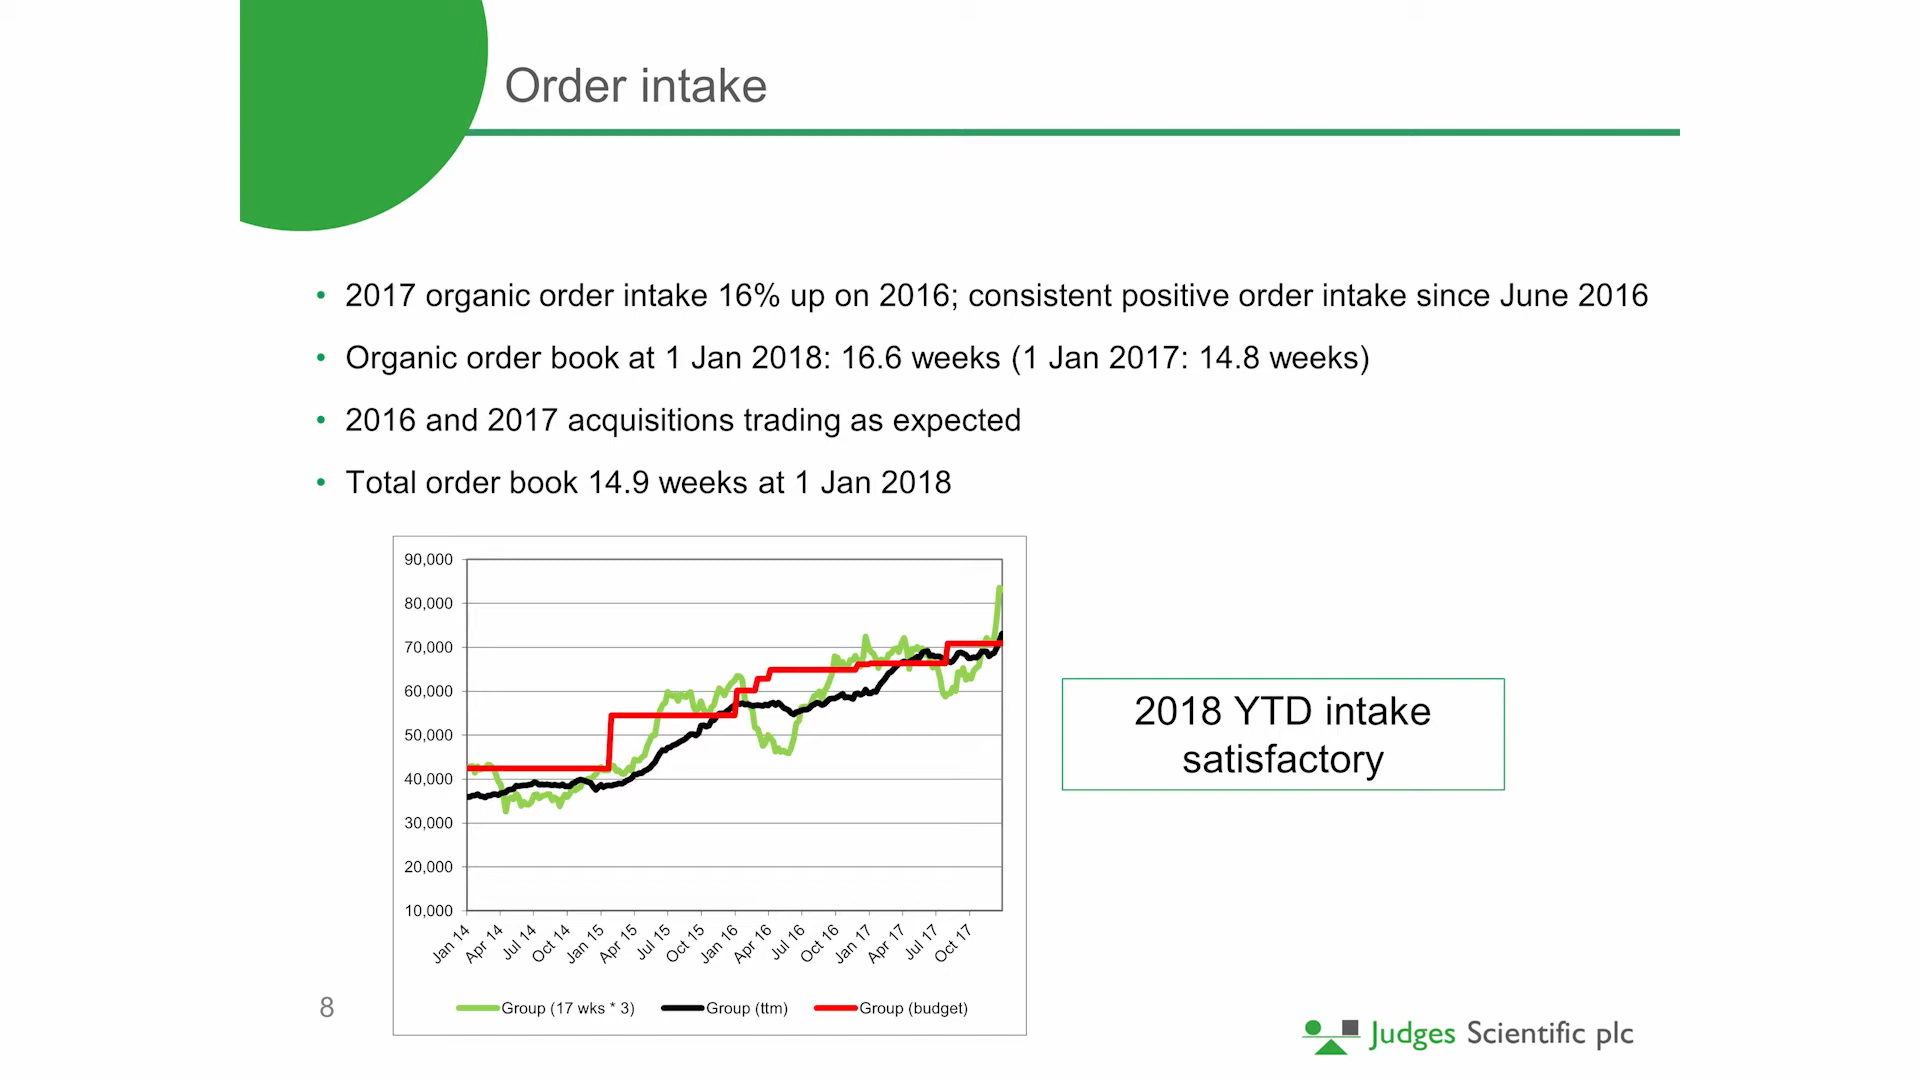 Order intake
• 2017 organic order intake 16% up on 2016; consistent positive order intake since June 2016
• Organic order book at 1 Jan 2018: 16.6 weeks (1 Jan 2017: 14.8 weeks)
• 2016 and 2017 acquisitions trading as expected
• Total order book 14.9 weeks at 1 Jan 2018
90,000
80,000
70,000
60,000
50,000
40,000
30,000
20,000
10,000
Jan 14 Apr 14 Jul 14 Oct 14 Jan 15 Apr 15 Jul 15 Oct 15 Jan 16 Apr 16 Jul 16 Oct 16 Jan 17 Apr 17 Jul 17 Oct 17
Group (17 wks * 3) Group (ttm) Group (budget)
2018 YTD intake
satisfactory
8
Judges Scientific plc